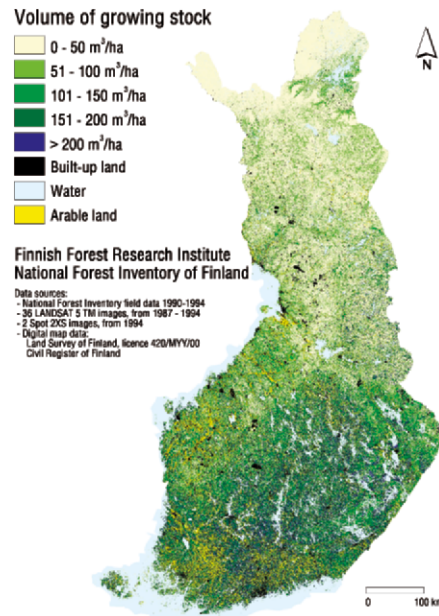 Volume of growing stock
0 - 50 m³/ha
51 - 100 m³/ha
101 - 150 m³/ha
151 - 200 m³/ha
> 200 m³/ha
Built-up land
Water
Arable land
N
Finnish Forest Research Institute
National Forest Inventory of Finland
Data sources:
- National Forest Inventory field data 1990-1994
- 36 LANDSAT 5 TM images, from 1987 - 1994
- 2 Spot 2XS images, from 1994
- Digital map data:
Land Survey of Finland, licence 420/MYY/00
Civil Register of Finland
0 100 km